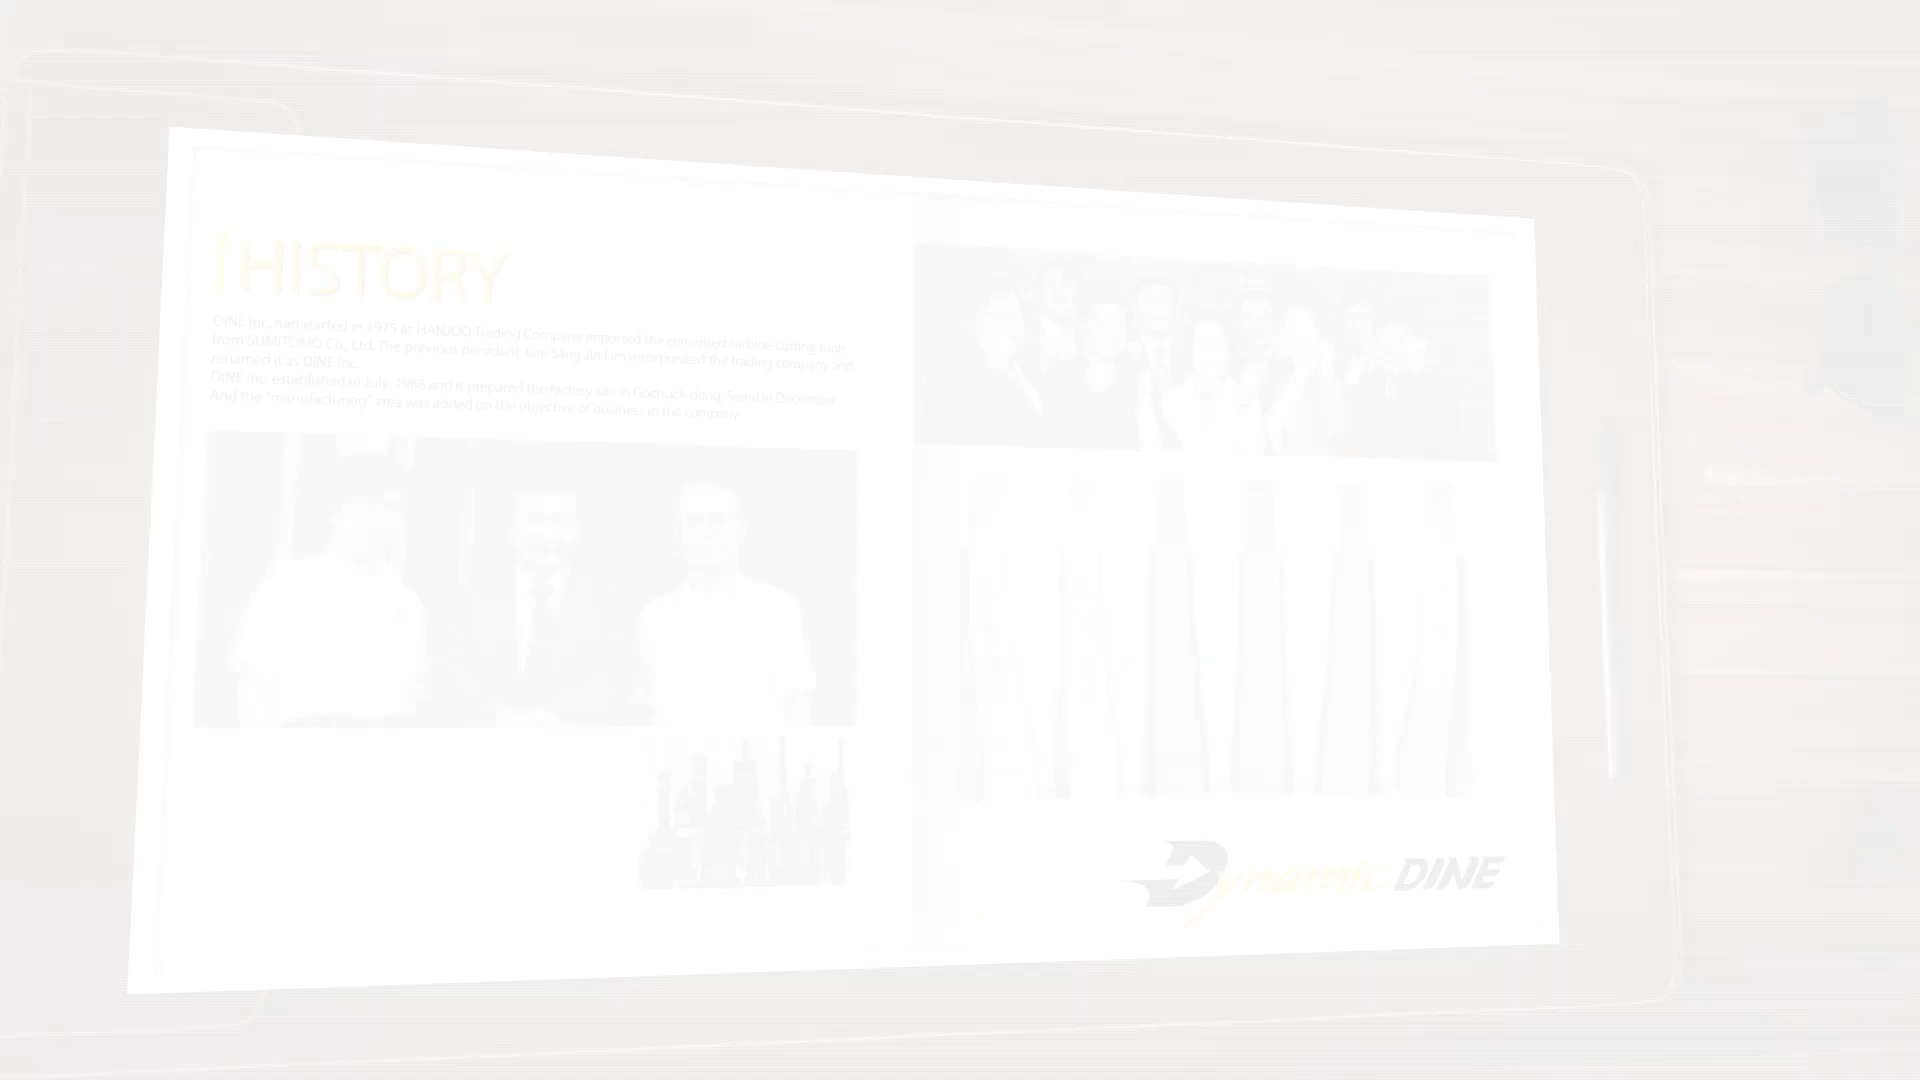 HISTORY
DINE Inc. had started in 1975 as HANJOO Trading Company imported the cemented carbide cutting tools
from SUMITOMO Co., Ltd. The previous president, late Sang Jin Lim incorporated the trading company and
renamed it as DINE Inc.
DINE Inc. established in July, 1986 and it prepared the factory site in Gochuck-dong, Seoul in December.
And the "manufacturing" area was added on the objective of business in the company.
Dynamic DINE